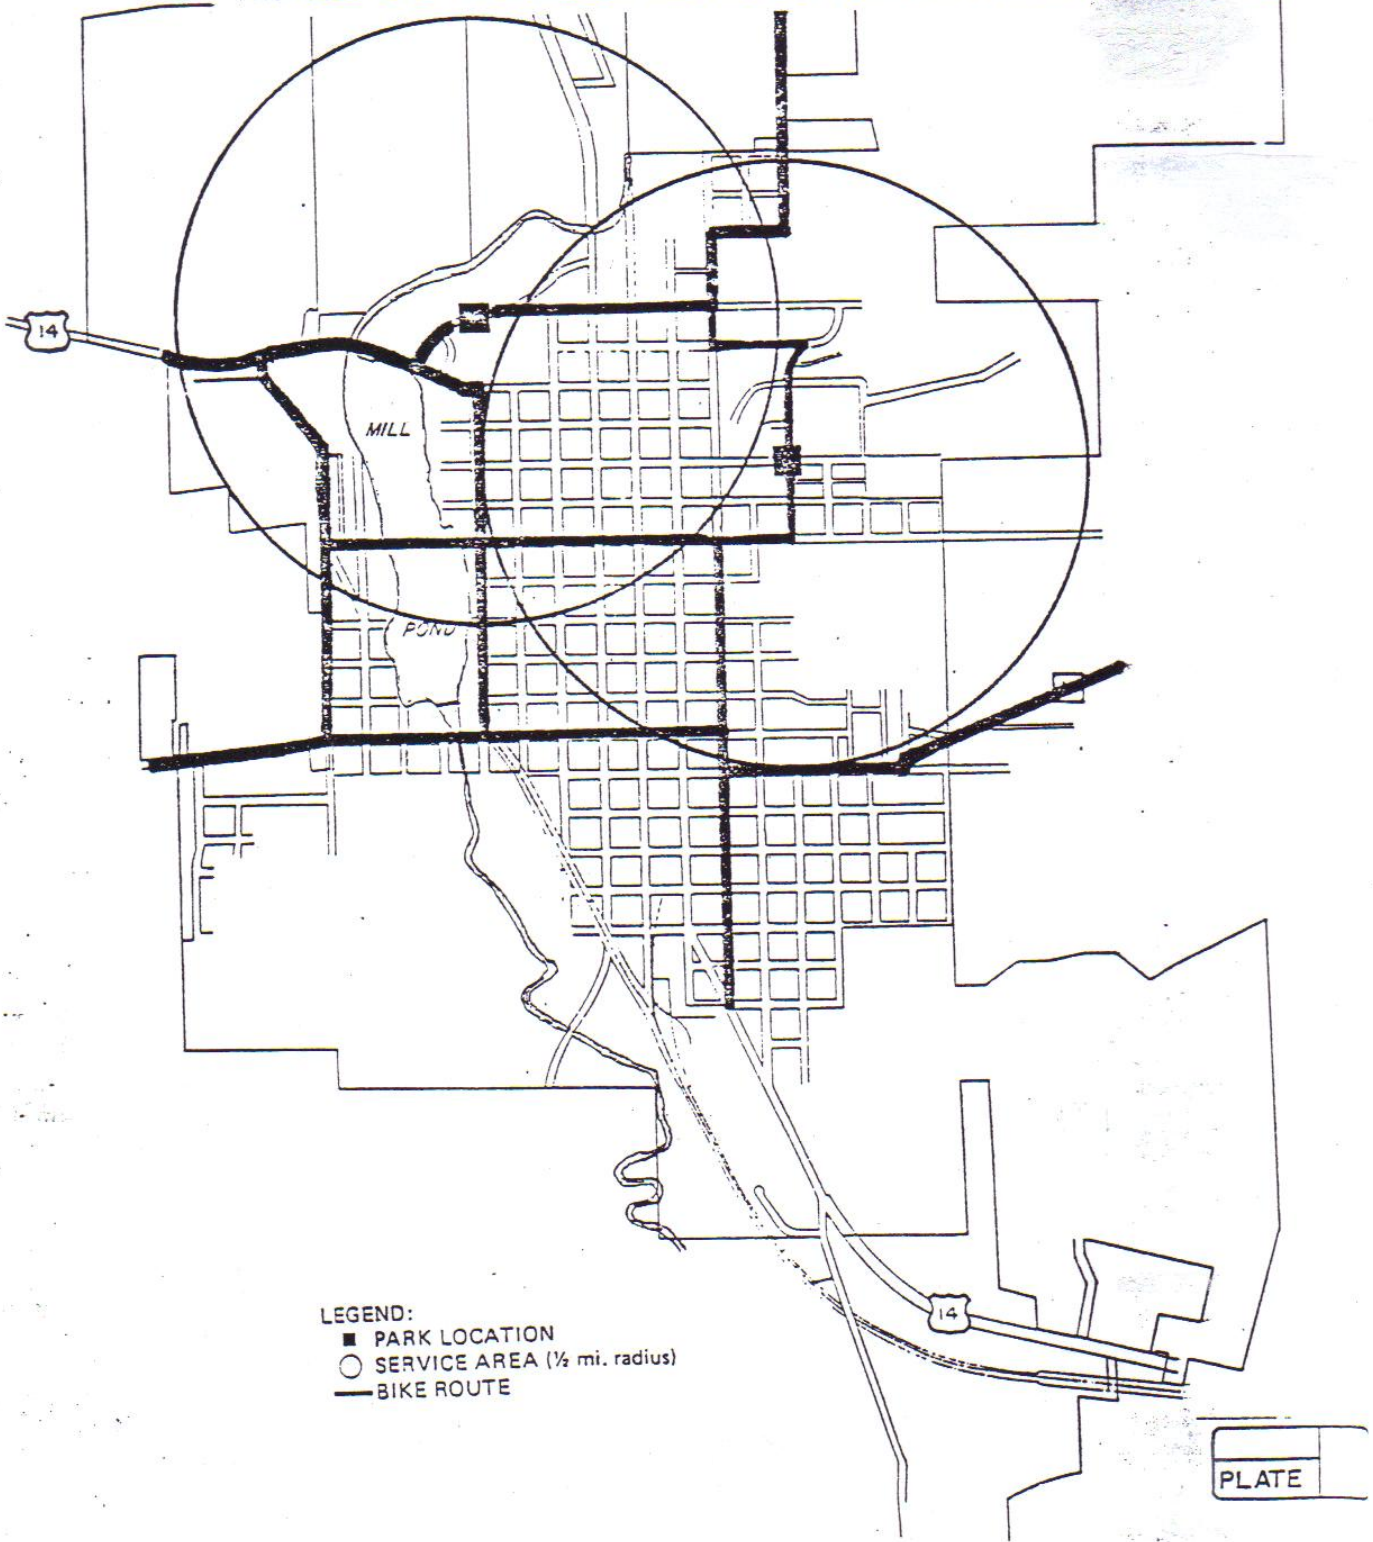 14
MILL
POND
LEGEND:
PARK LOCATION
SERVICE AREA (½ mi. radius)
BIKE ROUTE
14
PLATE